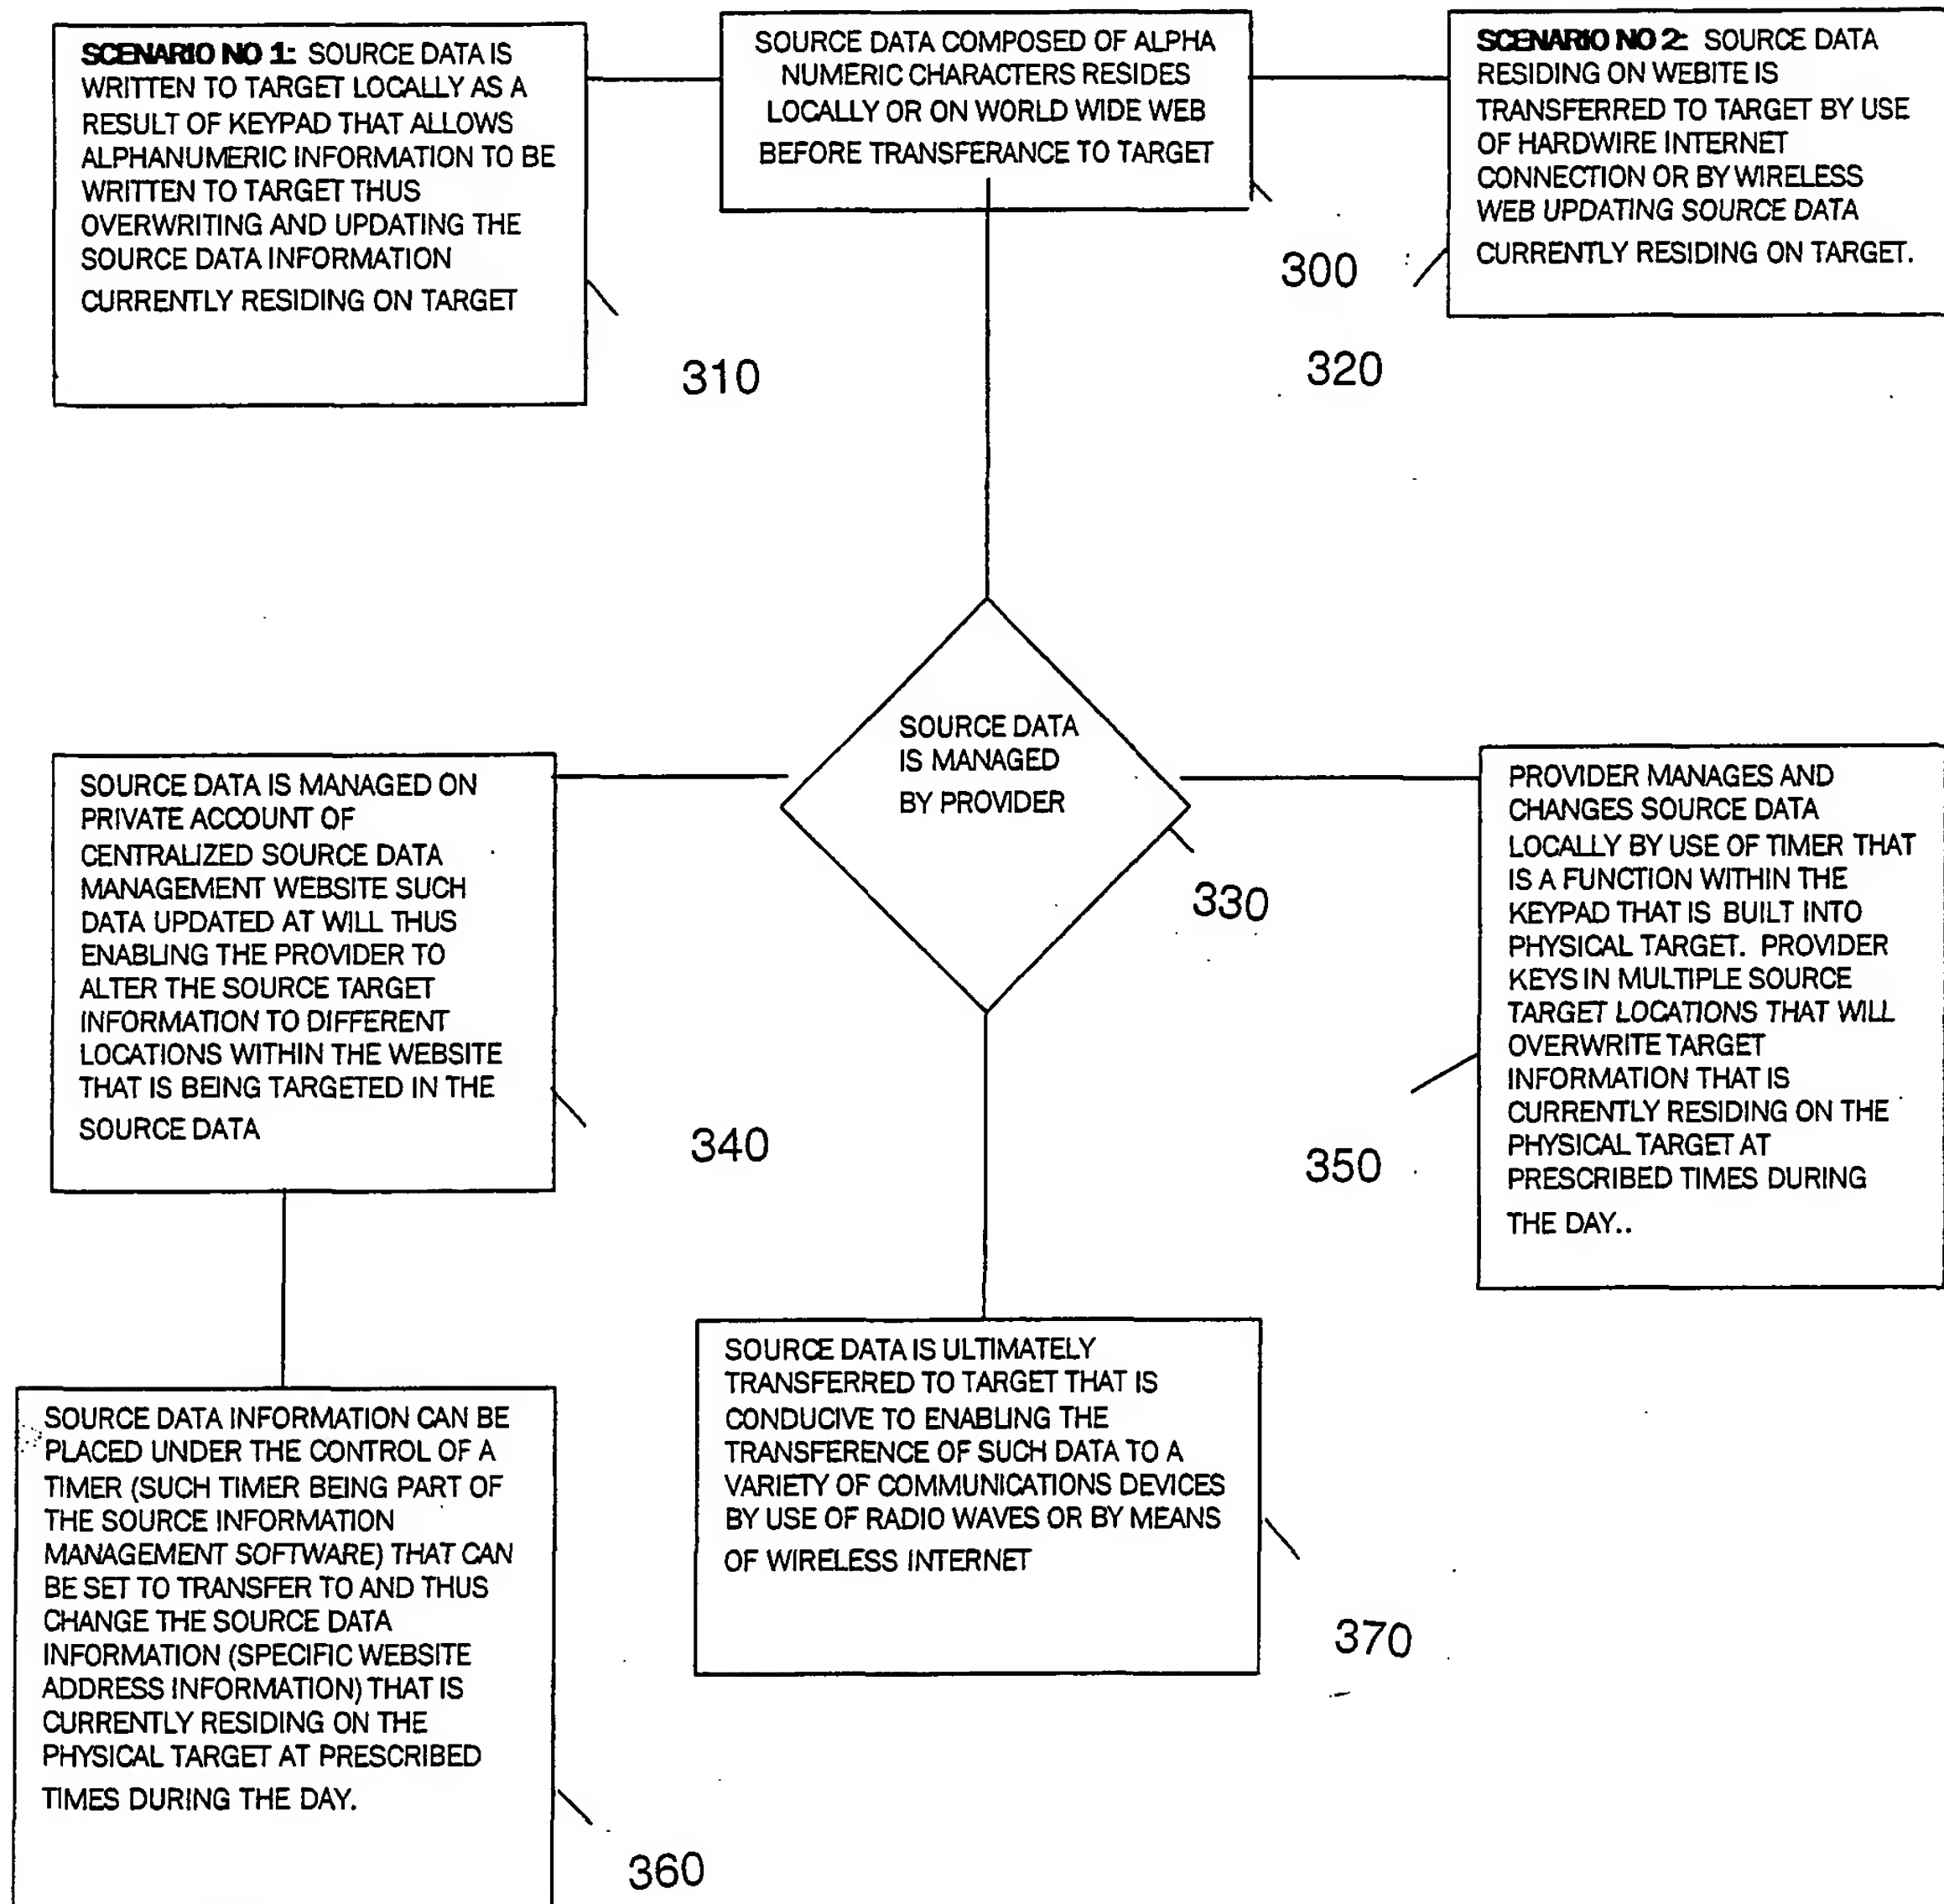 SCENARIO NO 1: SOURCE DATA IS
WRITTEN TO TARGET LOCALLY AS A
RESULT OF KEYPAD THAT ALLOWS
ALPHANUMERIC INFORMATION TO BE
WRITTEN TO TARGET THUS
OVERWRITING AND UPDATING THE
SOURCE DATA INFORMATION
CURRENTLY RESIDING ON TARGET
310
SOURCE DATA COMPOSED OF ALPHA
NUMERIC CHARACTERS RESIDES
LOCALLY OR ON WORLD WIDE WEB
BEFORE TRANSFERANCE TO TARGET
300
SCENARIO NO 2: SOURCE DATA
RESIDING ON WEBITE IS
TRANSFERRED TO TARGET BY USE
OF HARDWIRE INTERNET
CONNECTION OR BY WIRELESS
WEB UPDATING SOURCE DATA
CURRENTLY RESIDING ON TARGET.
320
SOURCE DATA
IS MANAGED
BY PROVIDER
330
SOURCE DATA IS MANAGED ON
PRIVATE ACCOUNT OF
CENTRALIZED SOURCE DATA
MANAGEMENT WEBSITE SUCH
DATA UPDATED AT WILL THUS
ENABLING THE PROVIDER TO
ALTER THE SOURCE TARGET
INFORMATION TO DIFFERENT
LOCATIONS WITHIN THE WEBSITE
THAT IS BEING TARGETED IN THE
SOURCE DATA
340
PROVIDER MANAGES AND
CHANGES SOURCE DATA
LOCALLY BY USE OF TIMER THAT
IS A FUNCTION WITHIN THE
KEYPAD THAT IS BUILT INTO
PHYSICAL TARGET. PROVIDER
KEYS IN MULTIPLE SOURCE
TARGET LOCATIONS THAT WILL
OVERWRITE TARGET
INFORMATION THAT IS
CURRENTLY RESIDING ON THE
PHYSICAL TARGET AT
PRESCRIBED TIMES DURING
THE DAY..
350
SOURCE DATA INFORMATION CAN BE
PLACED UNDER THE CONTROL OF A
TIMER (SUCH TIMER BEING PART OF
THE SOURCE INFORMATION
MANAGEMENT SOFTWARE) THAT CAN
BE SET TO TRANSFER TO AND THUS
CHANGE THE SOURCE DATA
INFORMATION (SPECIFIC WEBSITE
ADDRESS INFORMATION) THAT IS
CURRENTLY RESIDING ON THE
PHYSICAL TARGET AT PRESCRIBED
TIMES DURING THE DAY.
360
SOURCE DATA IS ULTIMATELY
TRANSFERRED TO TARGET THAT IS
CONDUCIVE TO ENABLING THE
TRANSFERENCE OF SUCH DATA TO A
VARIETY OF COMMUNICATIONS DEVICES
BY USE OF RADIO WAVES OR BY MEANS
OF WIRELESS INTERNET
370